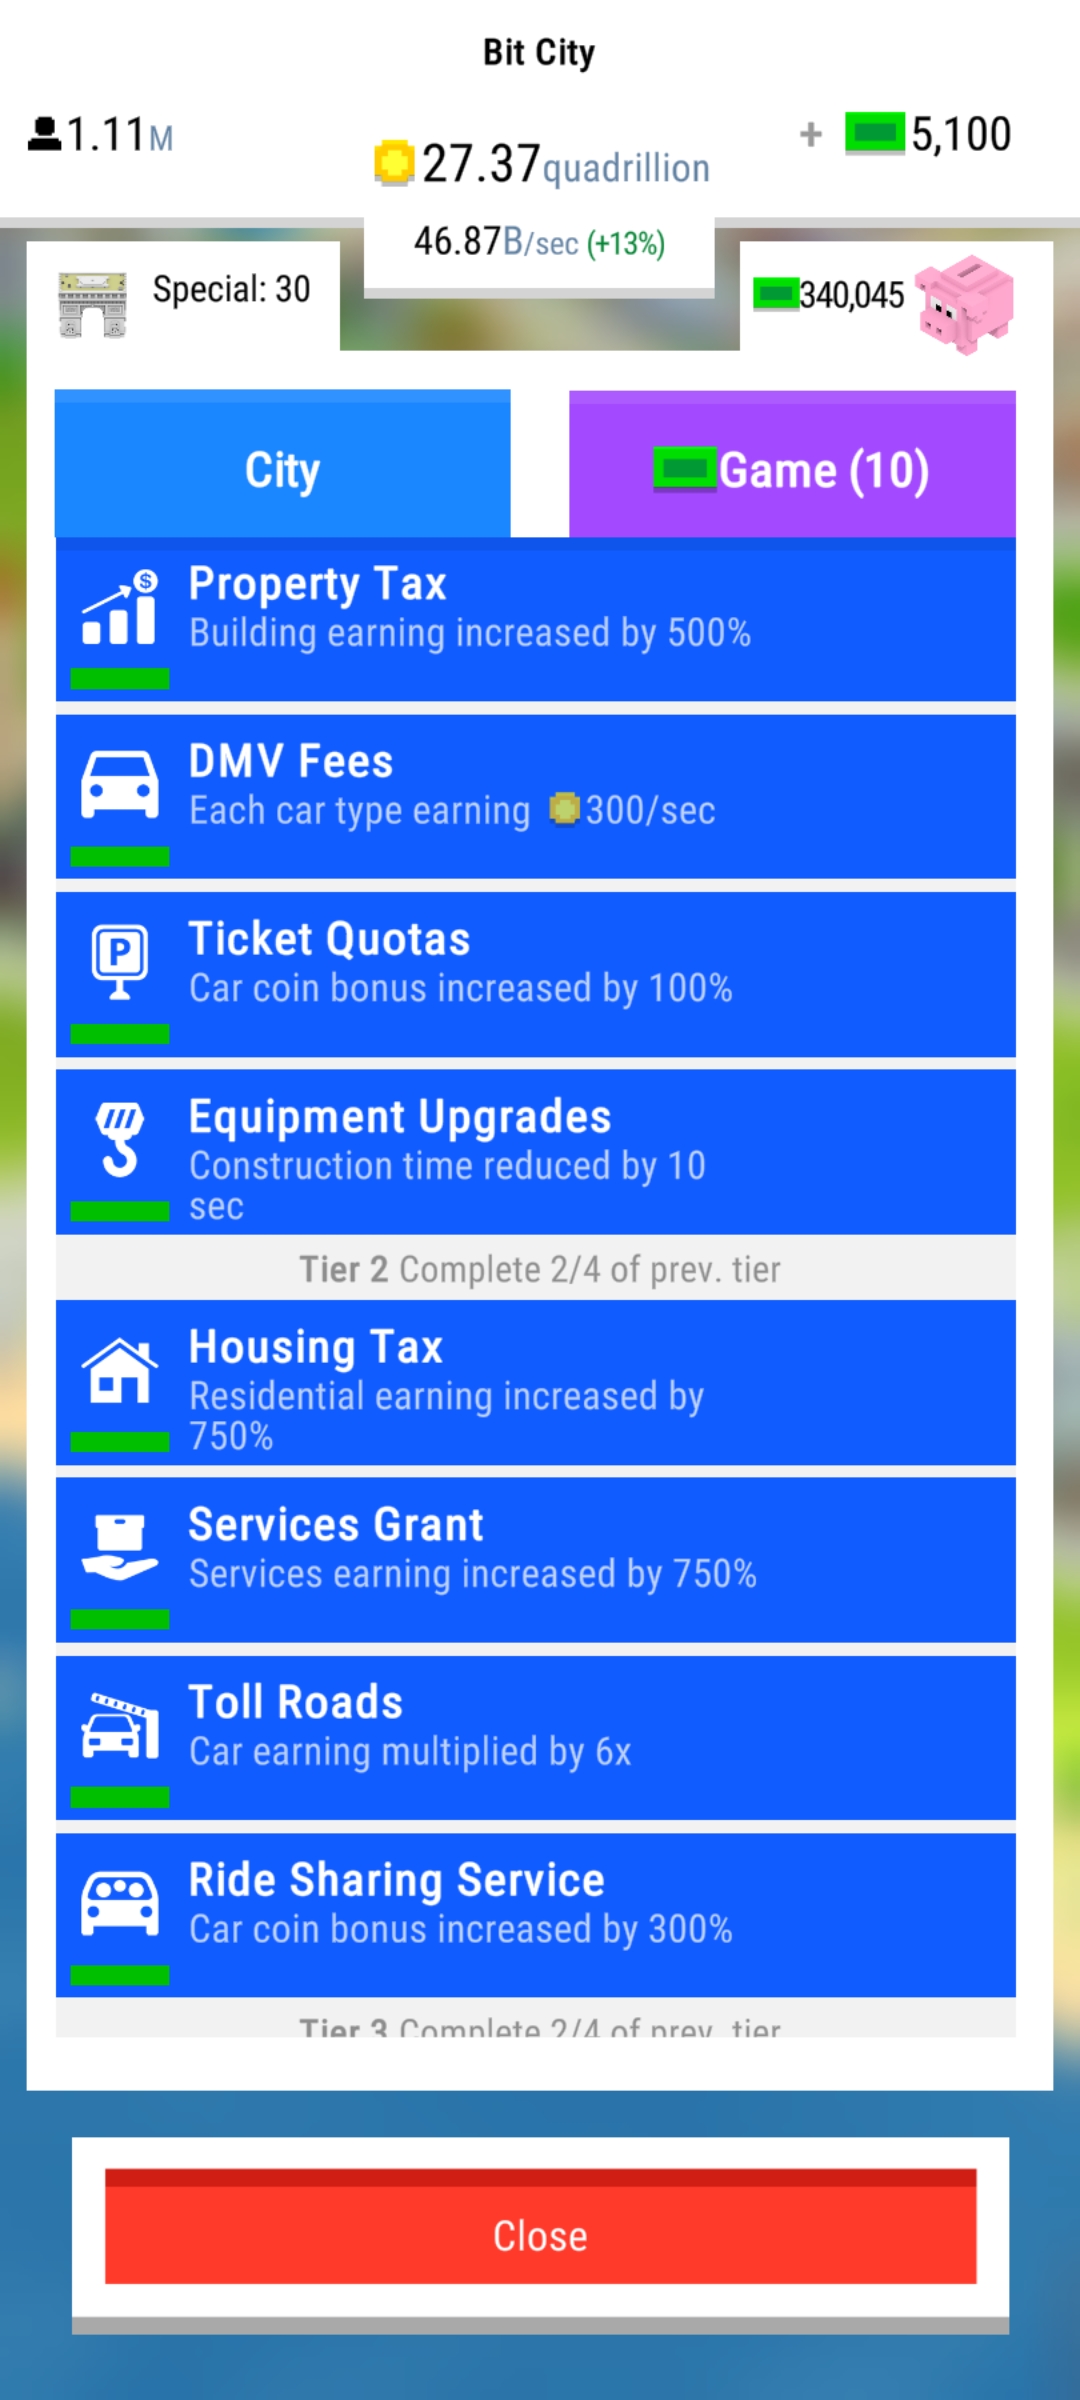 Bit City
1.11M
27.37quadrillion
+ 5,100
46.87B/sec (+13%)
Special: 30
340,045
City
Game (10)
Property Tax
Building earning increased by 500%
DMV Fees
Each car type earning 300/sec
P
Ticket Quotas
Car coin bonus increased by 100%
Equipment Upgrades
Construction time reduced by 10
sec
Tier 2 Complete 2/4 of prev. tier
Housing Tax
Residential earning increased by
750%
Services Grant
Services earning increased by 750%
Toll Roads
Car earning multiplied by 6x
Ride Sharing Service
Car coin bonus increased by 300%
Tier 3 Complete 2/4 of prev. tier
Close